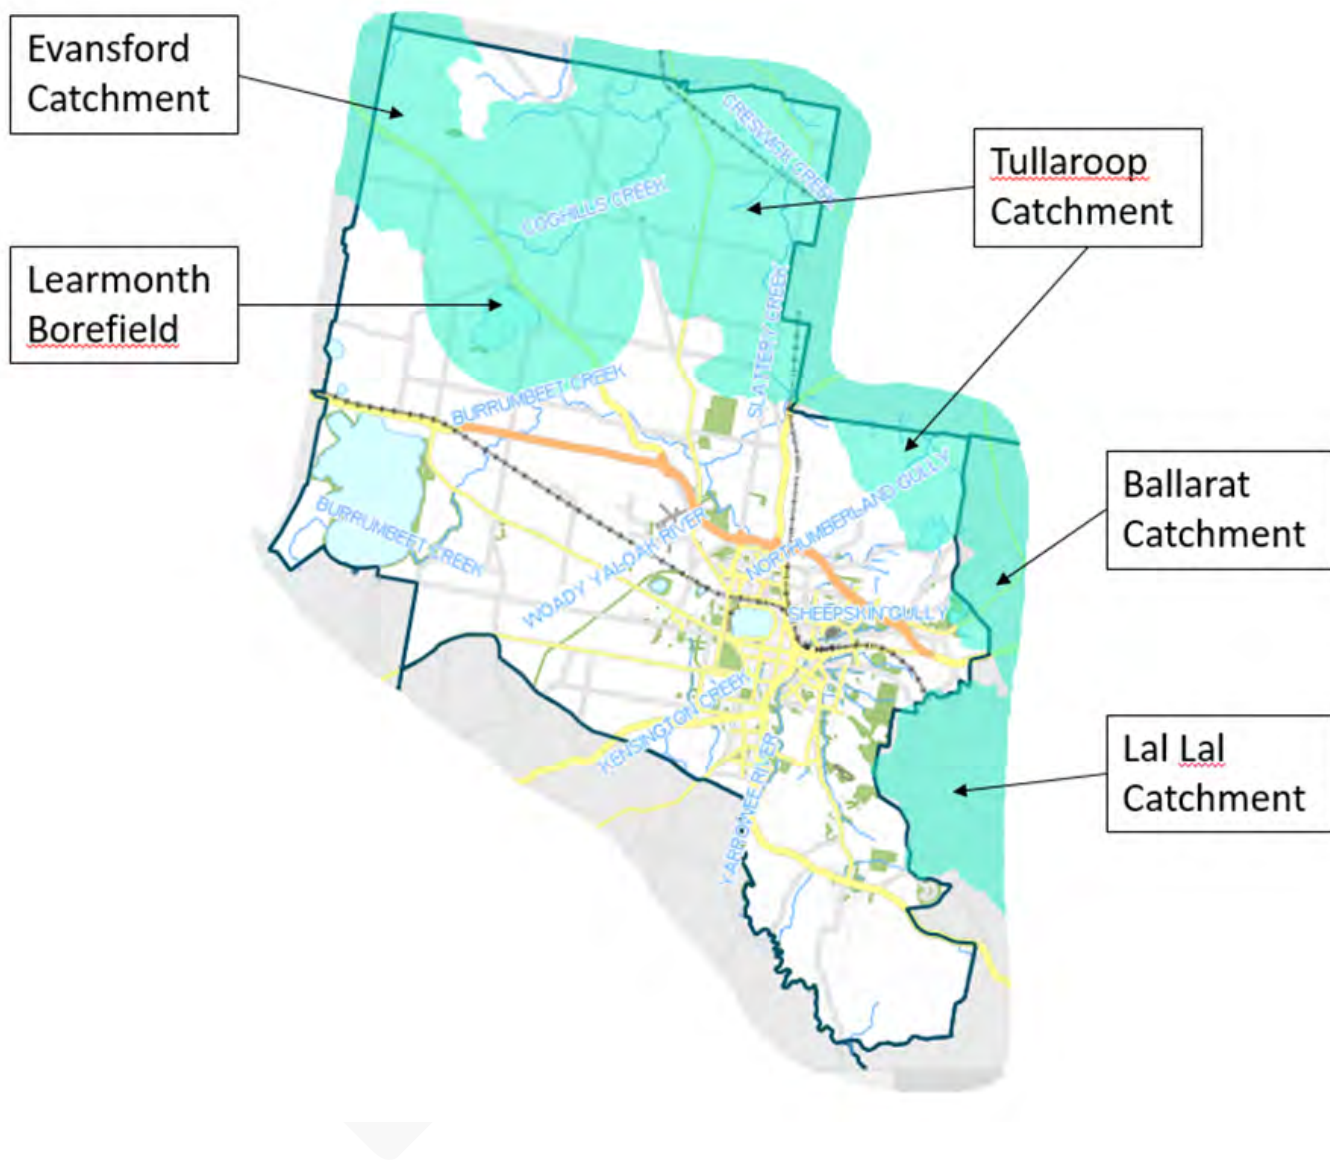 Evansford
Catchment
Tullaroop
Catchment
Learmonth
Borefield
Ballarat
Catchment
Lal Lal
Catchment
CRESWICK CREEK
COGHILLS CREEK
SLATTERY CREEK
BURRUMBEET CREEK
BURRUMBEET CREEK
NORTHUMBERLAND GULLY
WOADY YALOAK RIVER
SHEEPSKIN GULLY
KENSINGTON CREEK
YARROWEE RIVER